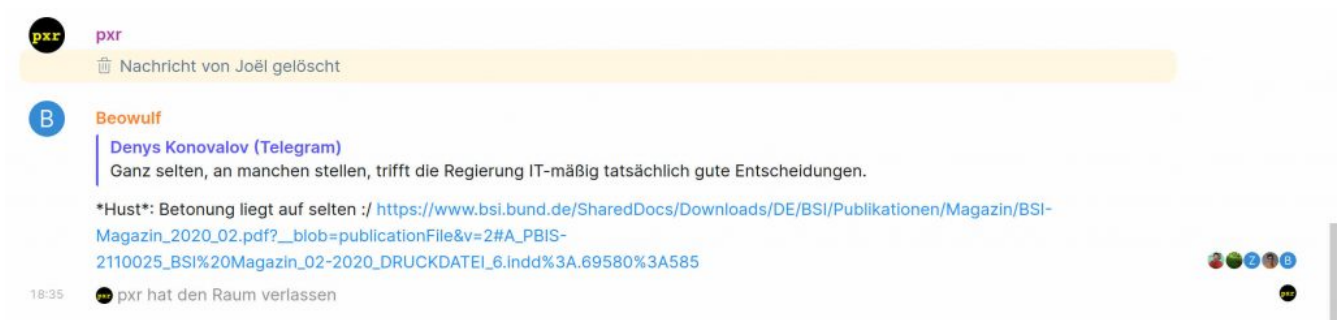 pxr
pxr
Nachricht von Joël gelöscht
B
Beowulf
Denys Konovalov (Telegram)
Ganz selten, an manchen stellen, trifft die Regierung IT-mäßig tatsächlich gute Entscheidungen.
*Hust*: Betonung liegt auf selten :/ https://www.bsi.bund.de/SharedDocs/Downloads/DE/BSI/Publikationen/Magazin/BSI-
Magazin_2020_02.pdf?__blob=publicationFile&v=2#A_PBIS-
2110025_BSI%20Magazin_02-2020_DRUCKDATEI_6.indd%3A.69580%3A585
Z B
18:35 pxr pxr hat den Raum verlassen
pxr